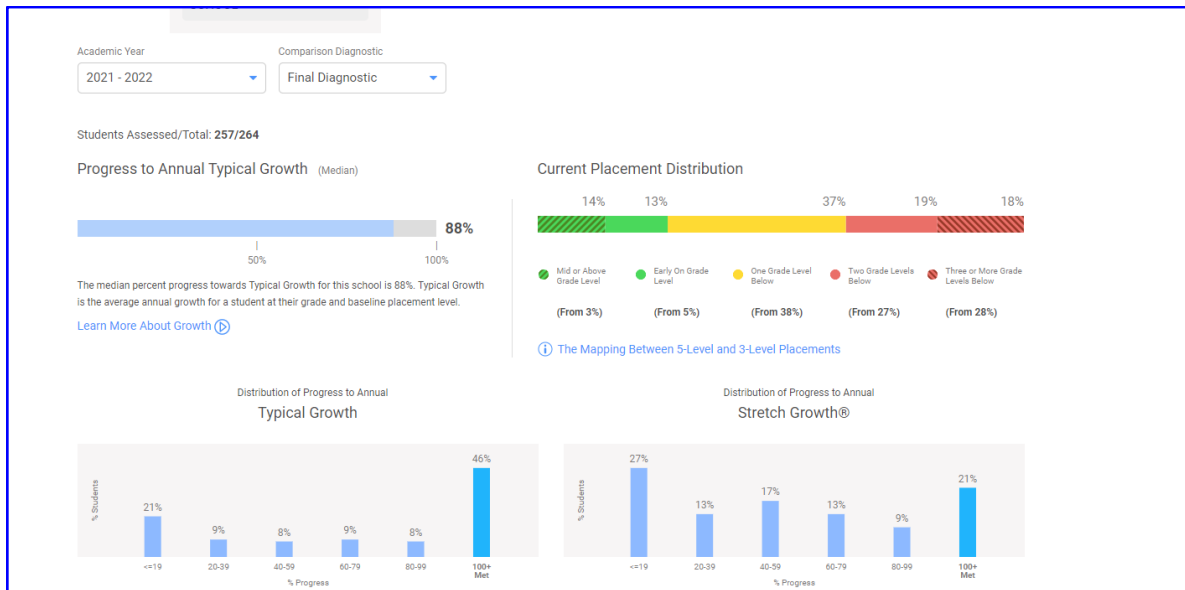 Academic Year
Comparison Diagnostic
2021 - 2022
Final Diagnostic
Students Assessed/Total: 257/264
Progress to Annual Typical Growth (Median)
88%
50%
100%
The median percent progress towards Typical Growth for this school is 88%. Typical Growth
is the average annual growth for a student at their grade and baseline placement level.
Learn More About Growth
Current Placement Distribution
14% 13% 37% 19% 18%
Mid or Above
Grade Level
(From 3%)
Early On Grade
Level
(From 5%)
One Grade Level
Below
(From 38%)
Two Grade Levels
Below
(From 27%)
Three or More Grade
Levels Below
(From 28%)
The Mapping Between 5-Level and 3-Level Placements
Distribution of Progress to Annual
Typical Growth
% Students
21% 9% 8% 9% 8% 46%
<=19 20-39 40-59 60-79 80-99 100+
Met
% Progress
Distribution of Progress to Annual
Stretch Growth®
% Students
27% 13% 17% 13% 9% 21%
<=19 20-39 40-59 60-79 80-99 100+
Met
% Progress